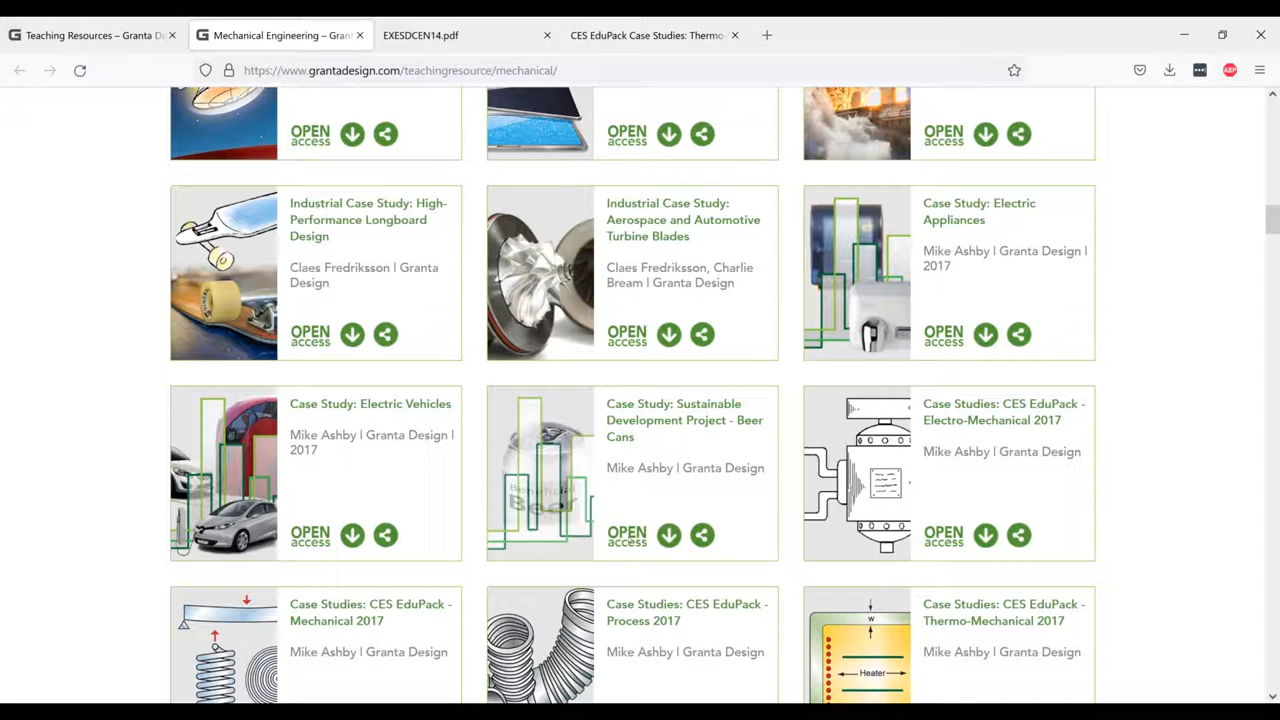 Teaching Resources – Granta De
Mechanical Engineering – Grant
EXESDCEN14.pdf
CES EduPack Case Studies: Thermo-
https://www.grantadesign.com/teachingresource/mechanical/
ABP
OPEN access
OPEN access
OPEN access
Industrial Case Study: High-
Performance Longboard
Design
Claes Fredriksson | Granta
Design
OPEN access
Industrial Case Study:
Aerospace and Automotive
Turbine Blades
Claes Fredriksson, Charlie
Bream | Granta Design
OPEN access
Case Study: Electric
Appliances
Mike Ashby | Granta Design |
2017
OPEN access
Case Study: Electric Vehicles
Mike Ashby | Granta Design |
2017
OPEN access
Case Study: Sustainable
Development Project - Beer
Cans
Mike Ashby | Granta Design
Beer
OPEN access
Case Studies: CES EduPack -
Electro-Mechanical 2017
Mike Ashby | Granta Design
OPEN access
Case Studies: CES EduPack -
Mechanical 2017
Mike Ashby | Granta Design
Case Studies: CES EduPack -
Process 2017
Mike Ashby | Granta Design
Case Studies: CES EduPack -
Thermo-Mechanical 2017
Mike Ashby | Granta Design
w
Heater